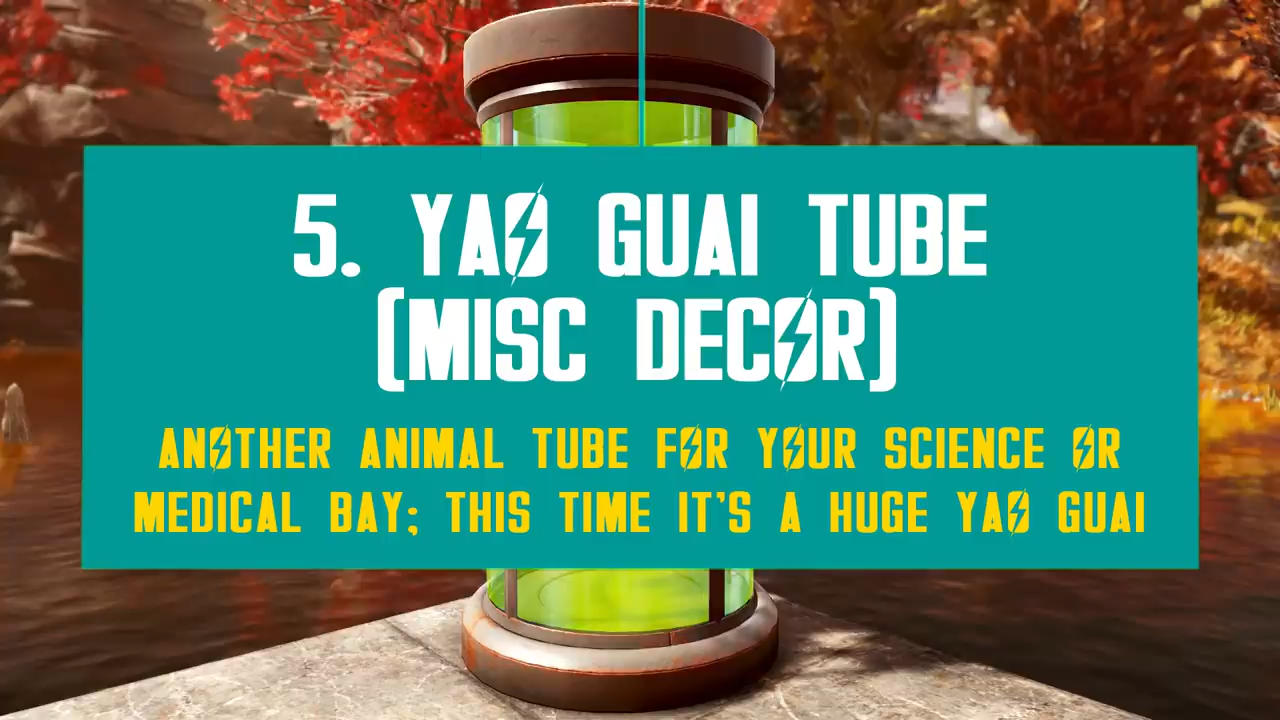 5. YAO GUAI TUBE
(MISC DECOR)
ANOTHER ANIMAL TUBE FOR YOUR SCIENCE OR
MEDICAL BAY; THIS TIME IT'S A HUGE YAO GUAI